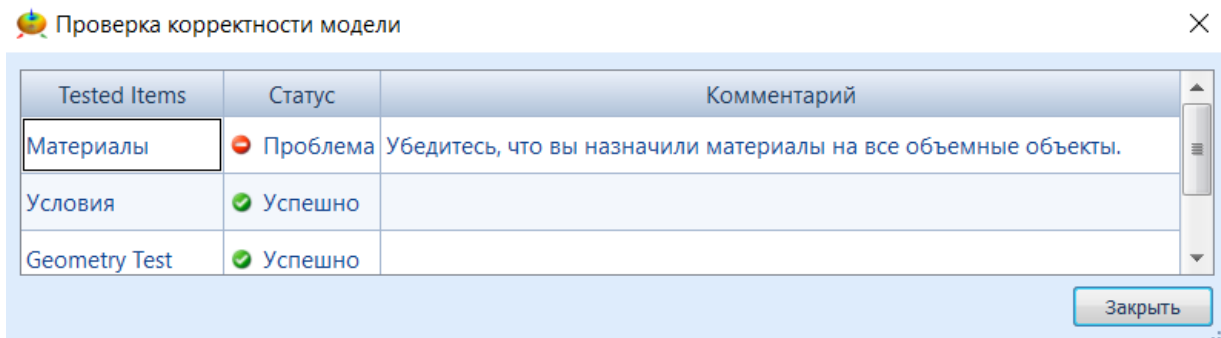 Проверка корректности модели
Tested Items Статус Комментарий
Материалы Проблема Убедитесь, что вы назначили материалы на все объемные объекты.
Условия Успешно
Geometry Test Успешно
Закрыть